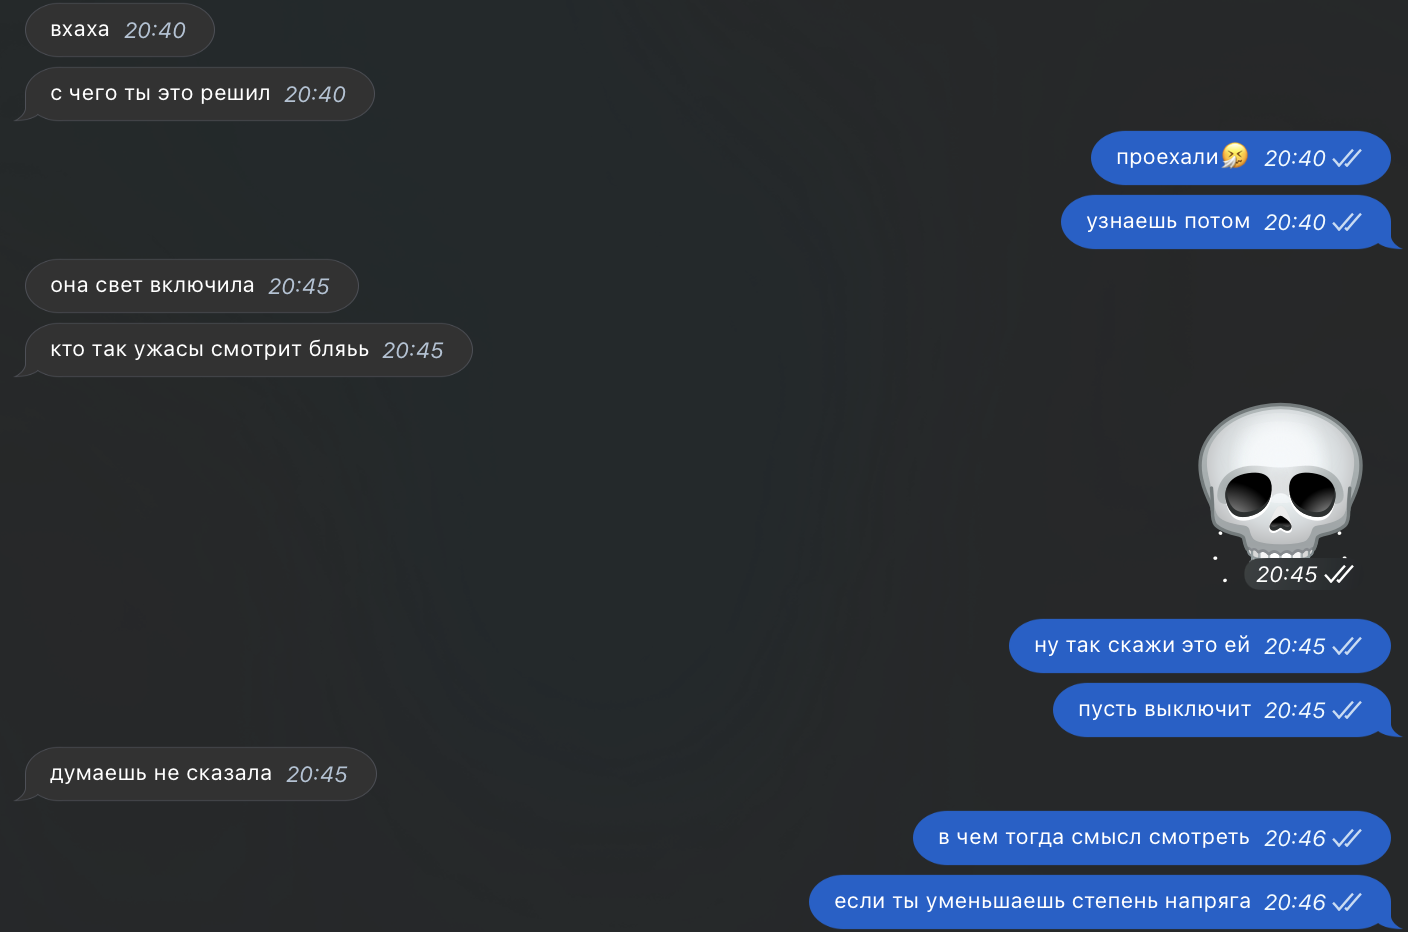 вхаха 20:40
с чего ты это решил 20:40
проехали🤧 20:40
узнаешь потом 20:40
она свет включила 20:45
кто так ужасы смотрит бляьь 20:45
20:45
ну так скажи это ей 20:45
пусть выключит 20:45
думаешь не сказала 20:45
в чем тогда смысл смотреть 20:46
если ты уменьшаешь степень напряга 20:46